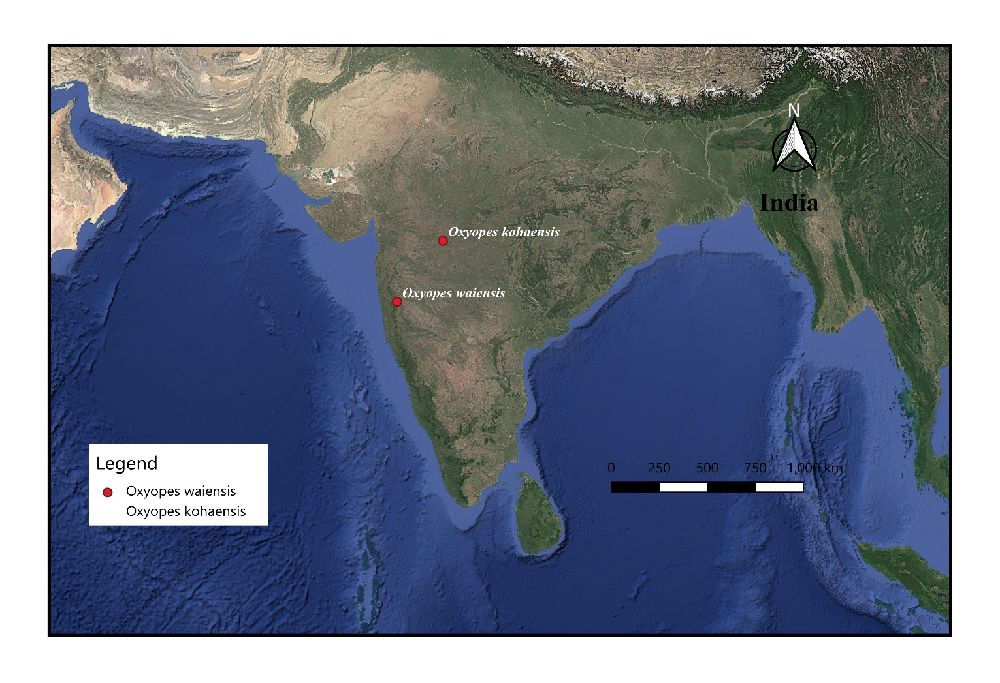 N
India
Oxyopes kohaensis
Oxyopes waiensis
Legend
Oxyopes waiensis
Oxyopes kohaensis
0 250 500 750 1,000 km